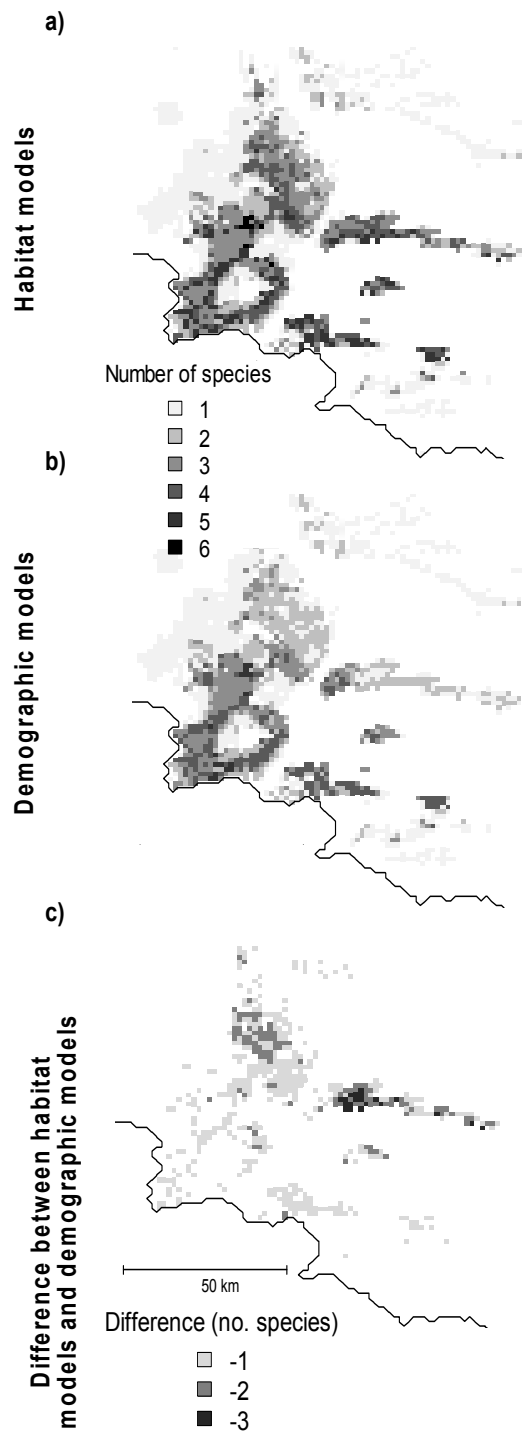 a)
Habitat models
Number of species
1
2
3
4
5
6
b)
Demographic models
c)
Difference between habitat
models and demographic models
50 km
Difference (no. species)
-1
-2
-3